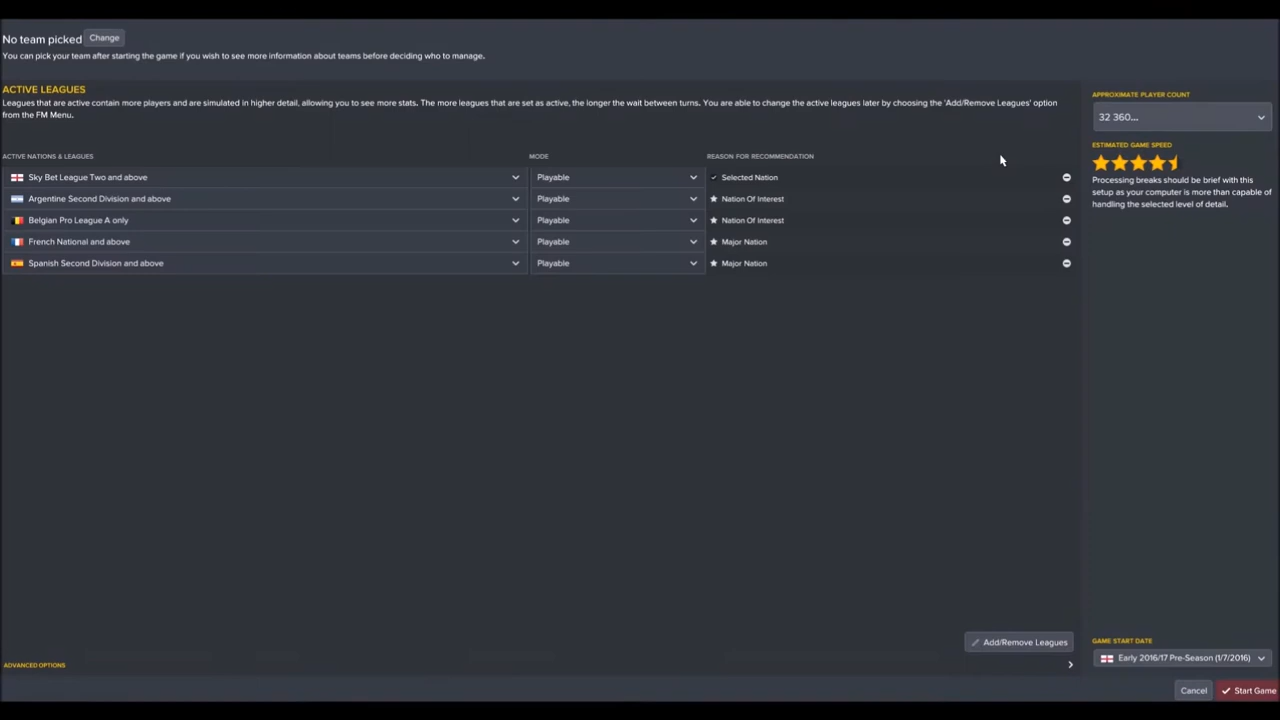 No team picked Change
You can pick your team after starting the game if you wish to see more information about teams before deciding who to manage.
ACTIVE LEAGUES
Leagues that are active contain more players and are simulated in higher detail, allowing you to see more stats. The more leagues that are set as active, the longer the wait between turns. You are able to change the active leagues later by choosing the 'Add/Remove Leagues' option
from the FM Menu.
ACTIVE NATIONS & LEAGUES MODE REASON FOR RECOMMENDATION
Sky Bet League Two and above Playable Selected Nation
Argentine Second Division and above Playable Nation Of Interest
Belgian Pro League A only Playable Nation Of Interest
French National and above Playable Major Nation
Spanish Second Division and above Playable Major Nation
APPROXIMATE PLAYER COUNT
32 360...
ESTIMATED GAME SPEED
Processing breaks should be brief with this
setup as your computer is more than capable of
handling the selected level of detail.
Add/Remove Leagues
ADVANCED OPTIONS
GAME START DATE
Early 2016/17 Pre-Season (1/7/2016)
Cancel Start Game